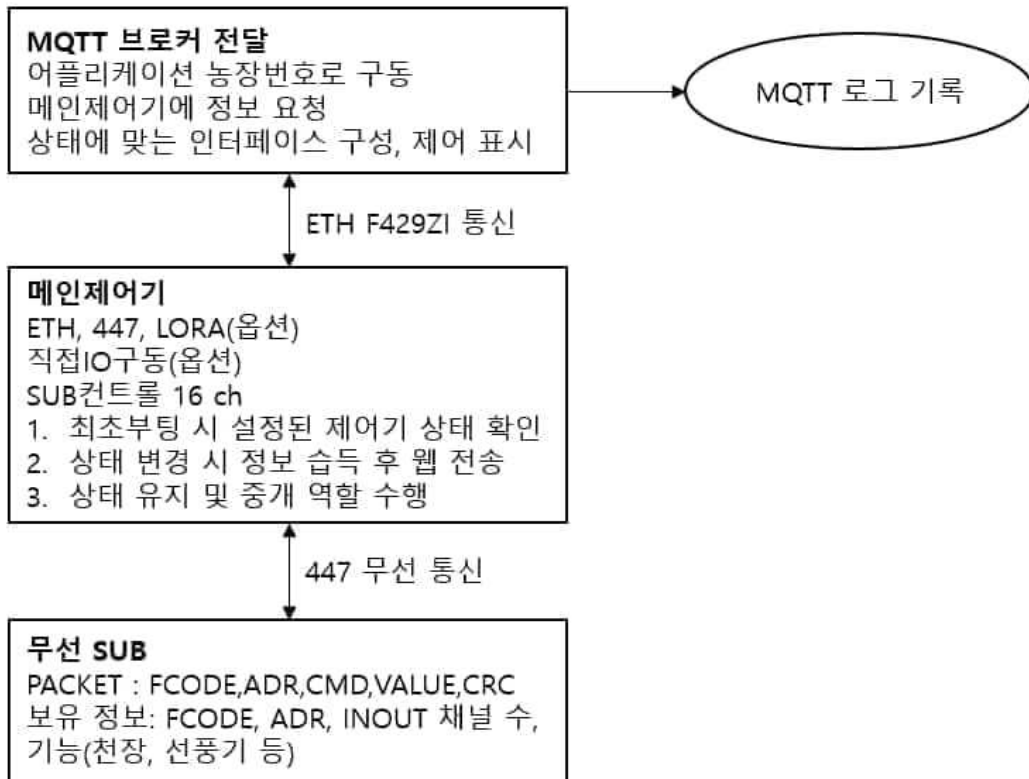 MQTT 브로커 전달
어플리케이션 농장번호로 구동
메인제어기에 정보 요청
상태에 맞는 인터페이스 구성, 제어 표시
MQTT 로그 기록
ETH F429ZI 통신
메인제어기
ETH, 447, LORA(옵션)
직접IO구동(옵션)
SUB컨트롤 16 ch
1. 최초부팅 시 설정된 제어기 상태 확인
2. 상태 변경 시 정보 습득 후 웹 전송
3. 상태 유지 및 중개 역할 수행
447 무선 통신
무선 SUB
PACKET : FCODE,ADR,CMD,VALUE,CRC
보유 정보: FCODE, ADR, INOUT 채널 수,
기능(천장, 선풍기 등)